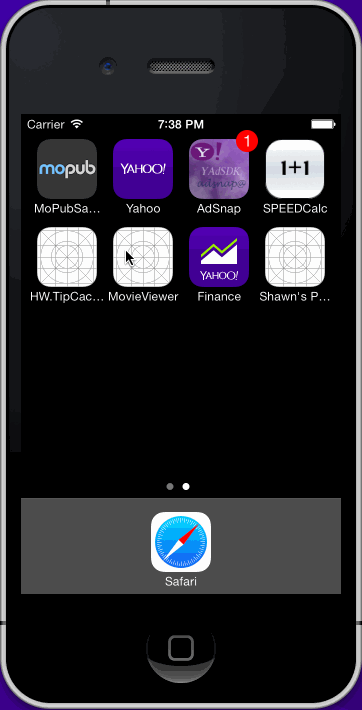 Carrier 7:38 PM
mopub YAHOO! Y! YAdSDK 1 1+1
adsnap@
MoPubSa... Yahoo AdSnap SPEEDCalc
YAHOO!
HW.TipCac... MovieViewer Finance Shawn's P...
Safari